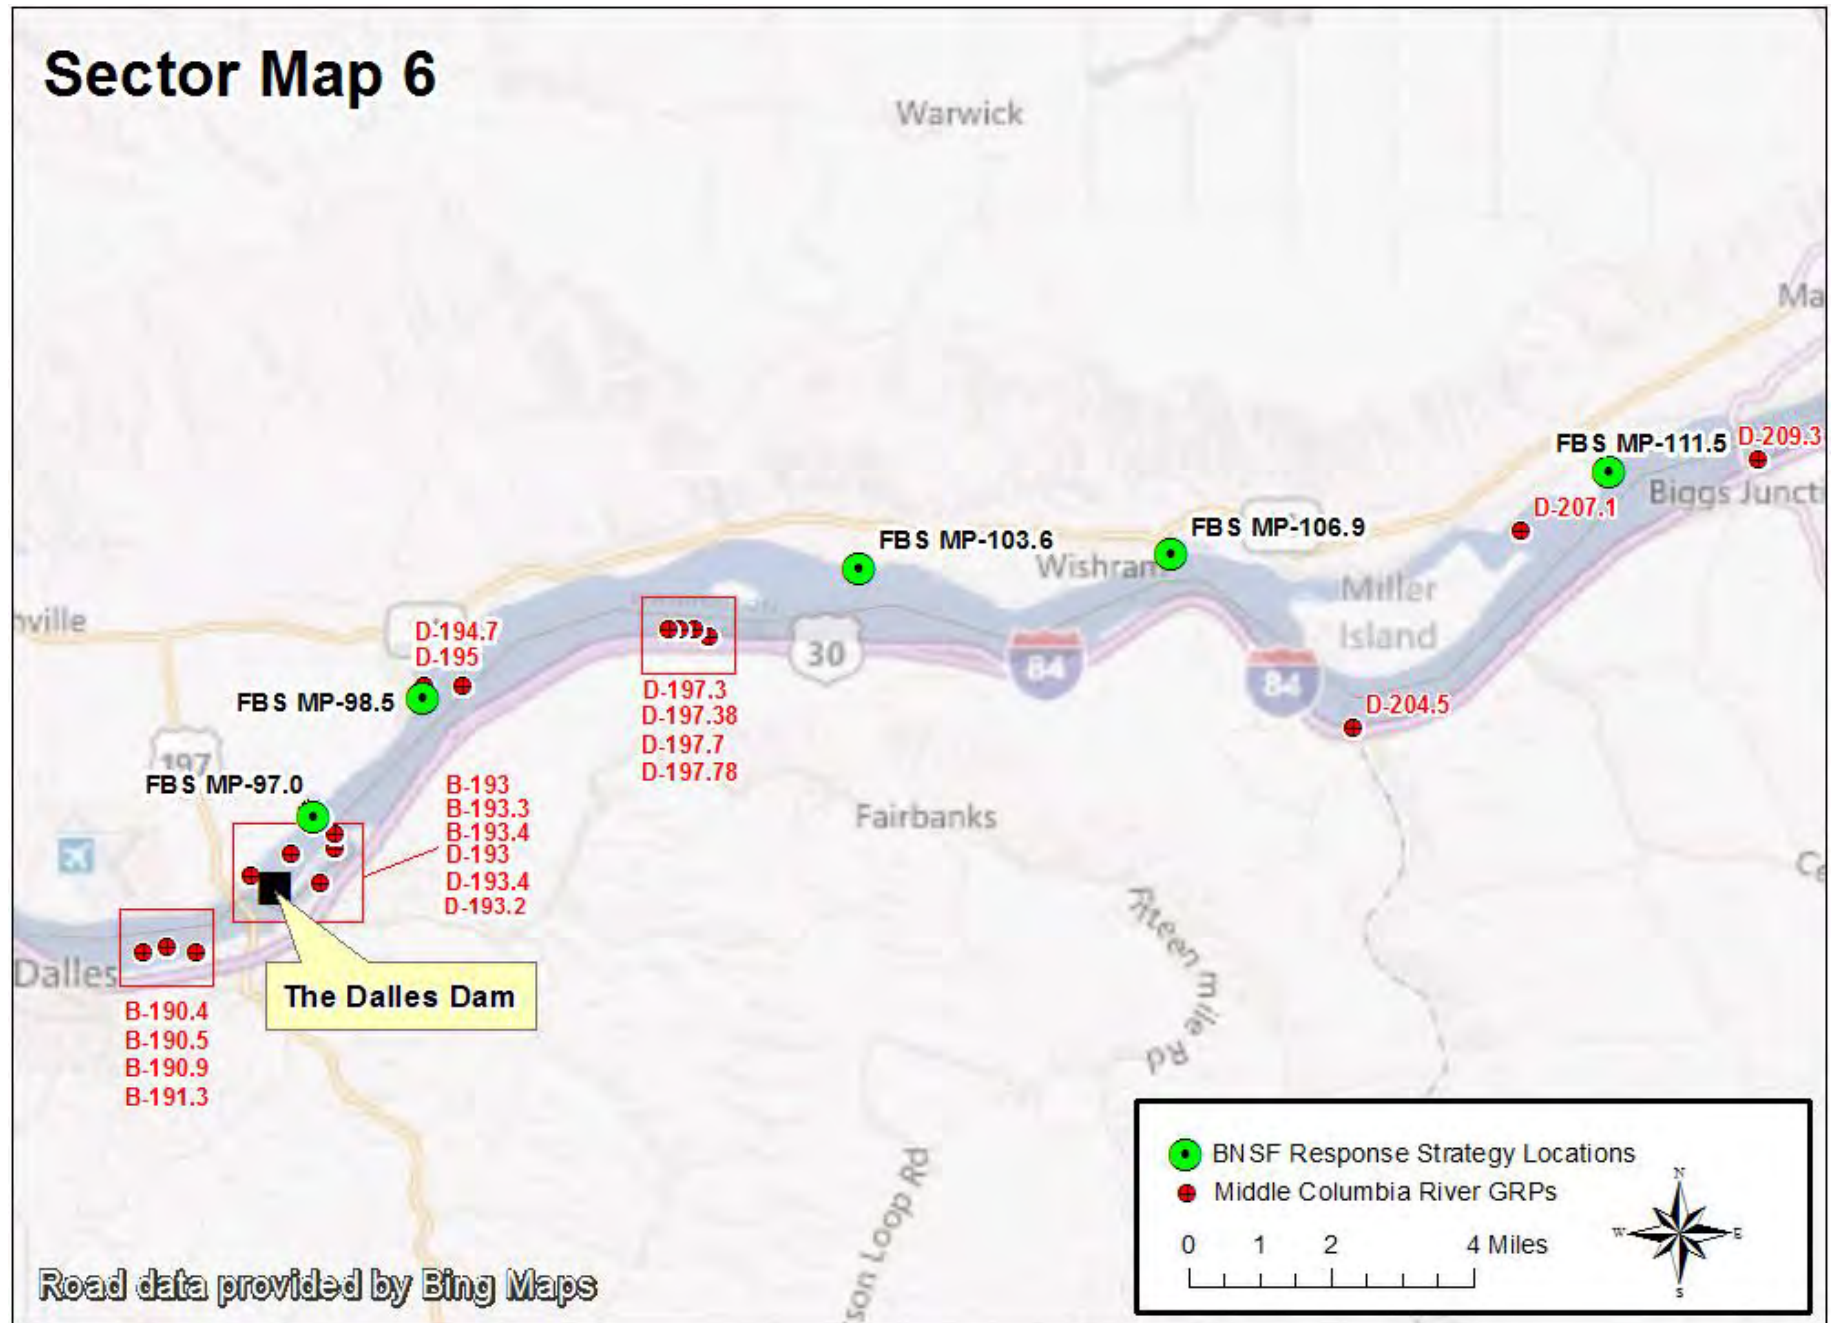 Sector Map 6
Warwick
Ma
FBS MP-111.5
D-209.3
Biggs Juncti
D-207.1
FBS MP-103.6
FBS MP-106.9
Wishram
Miller
Island
nville
D-194.7
D-195
30
84
84
FBS MP-98.5
D-197.3
D-197.38
D-197.7
D-197.78
D-204.5
197
FBS MP-97.0
B-193
B-193.3
B-193.4
D-193
D-193.4
D-193.2
Fairbanks
Ce
Dalles
The Dalles Dam
B-190.4
B-190.5
B-190.9
B-191.3
Fifteen mile Rd
son Loop Rd
BNSF Response Strategy Locations
Middle Columbia River GRPs
N
W
E
S
0 1 2 4 Miles
Road data provided by Bing Maps